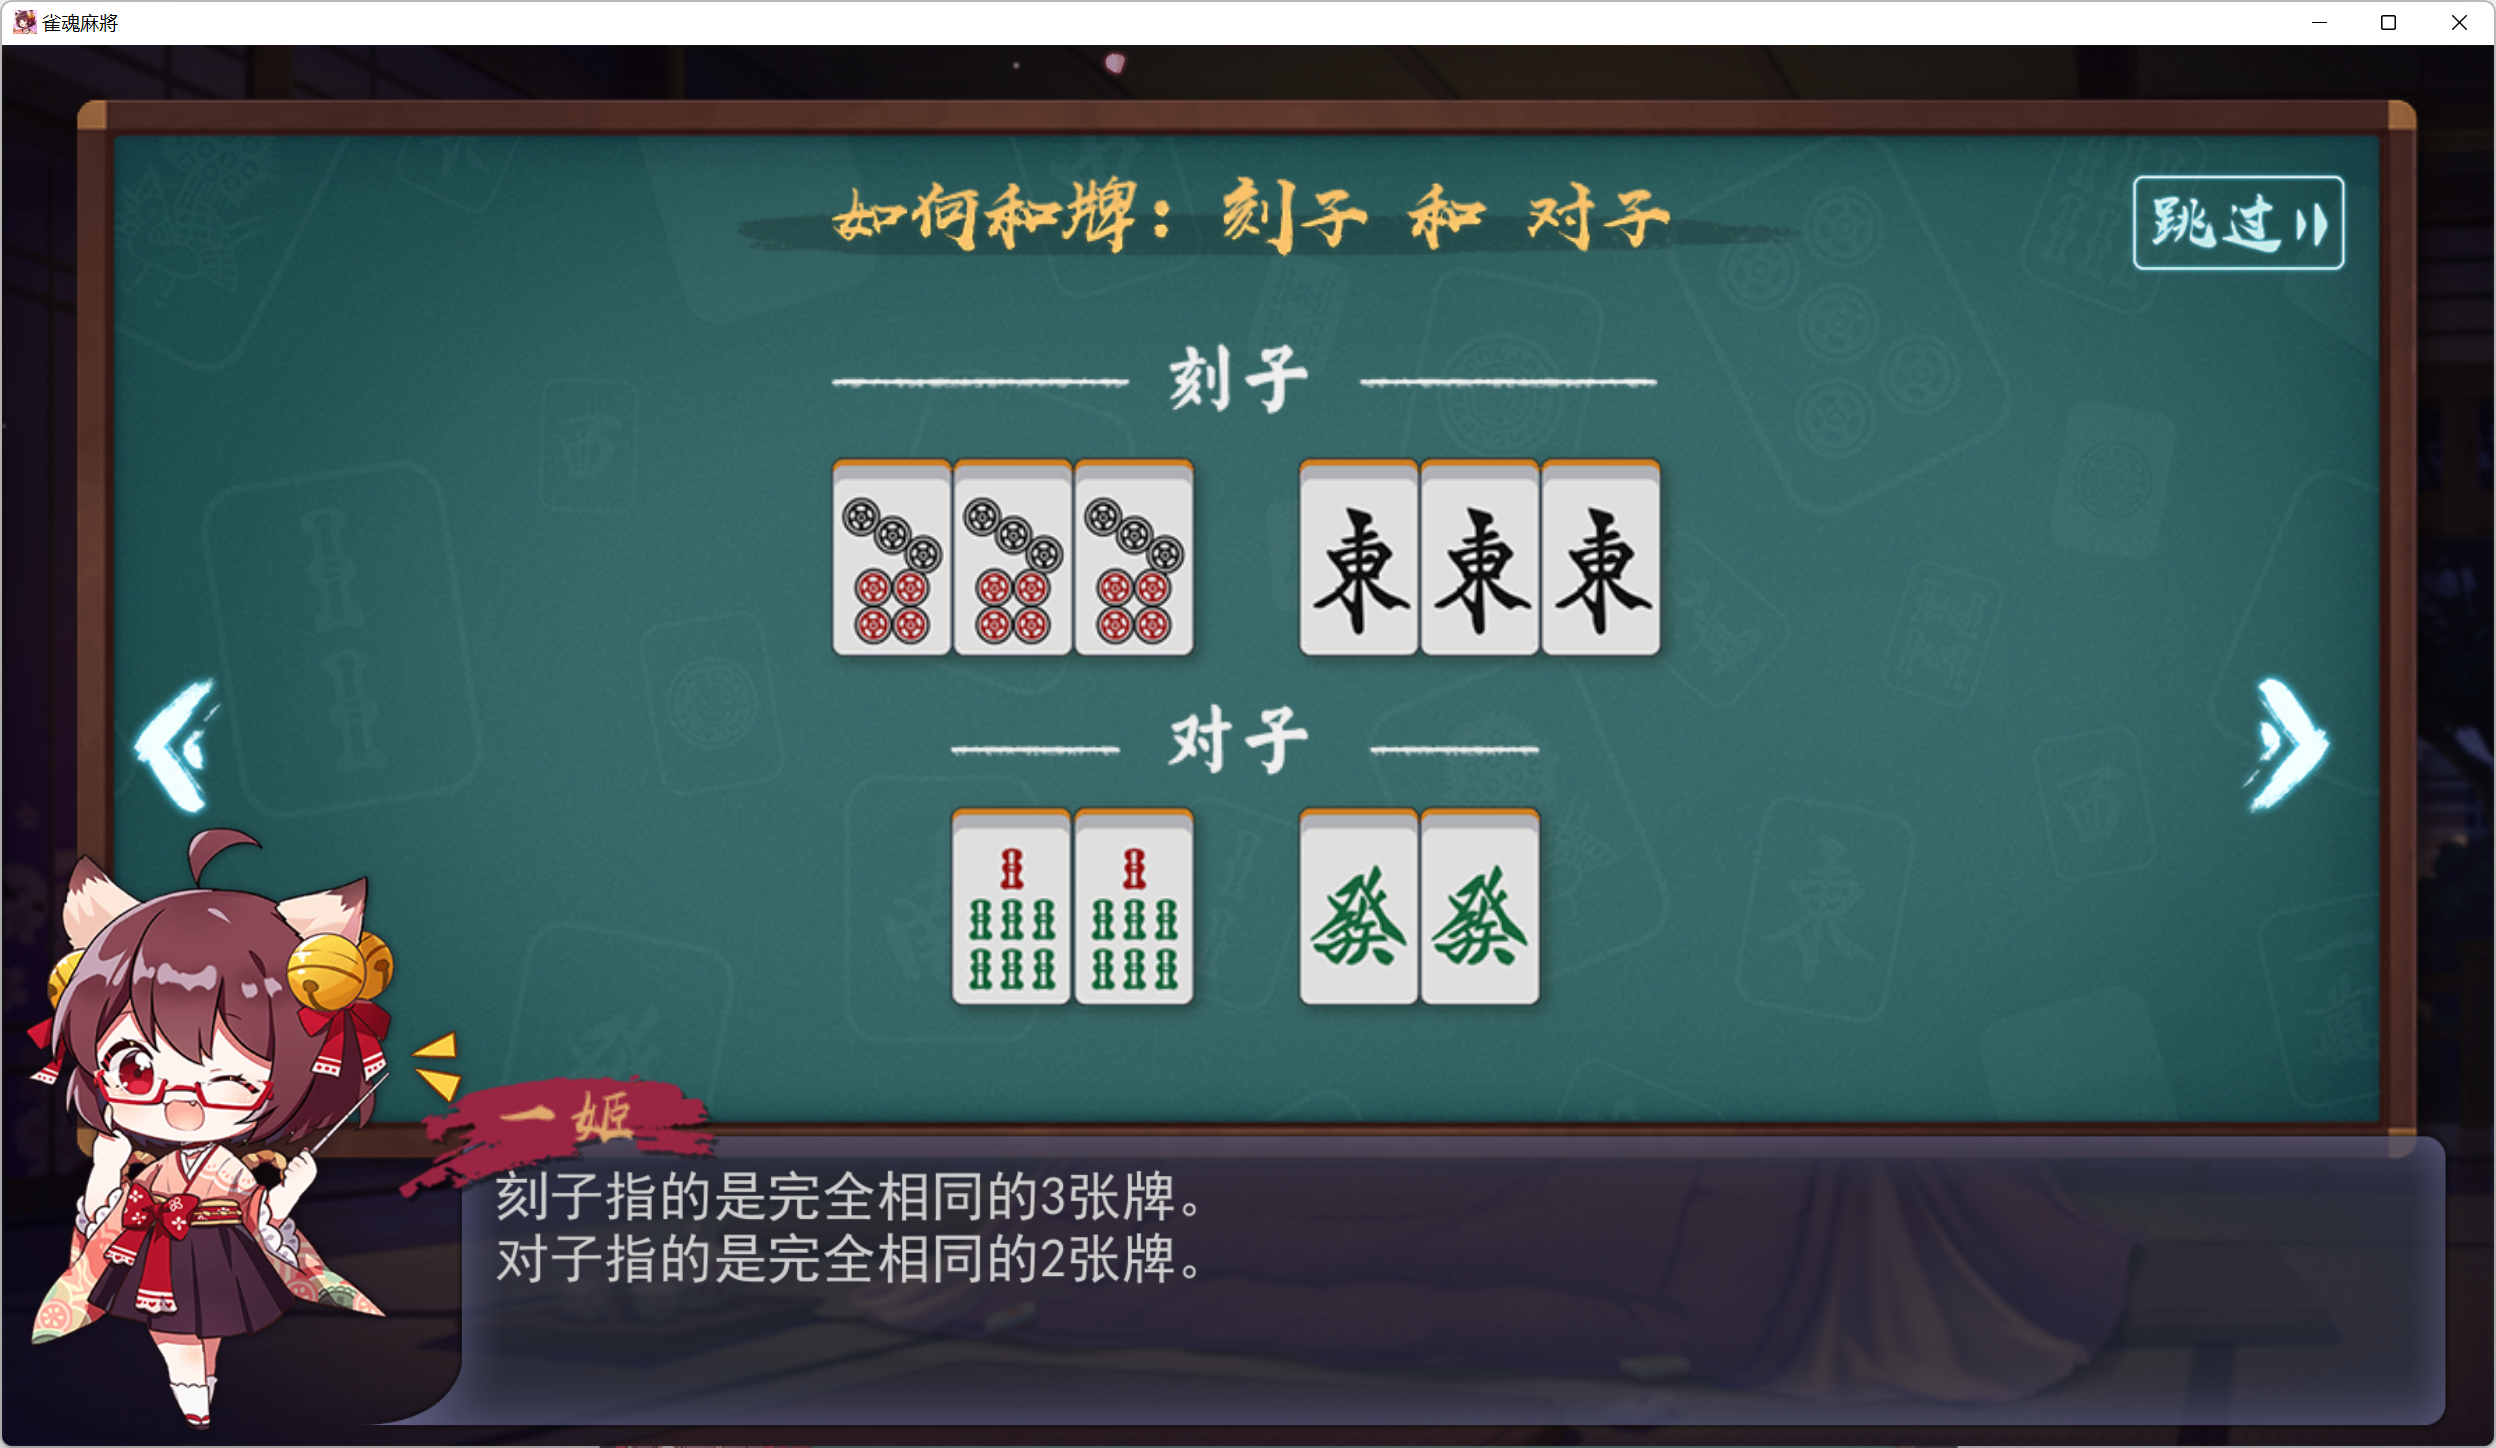 雀魂麻將
如何和牌：刻子 和 对子
跳过
刻子
東 東 東
对子
發 發
一姬
刻子指的是完全相同的3张牌。
对子指的是完全相同的2张牌。